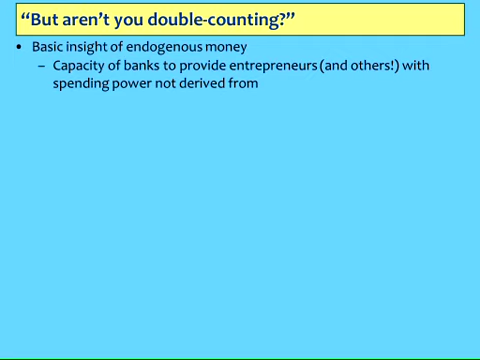 “But aren’t you double-counting?”
• Basic insight of endogenous money
– Capacity of banks to provide entrepreneurs (and others!) with
spending power not derived from